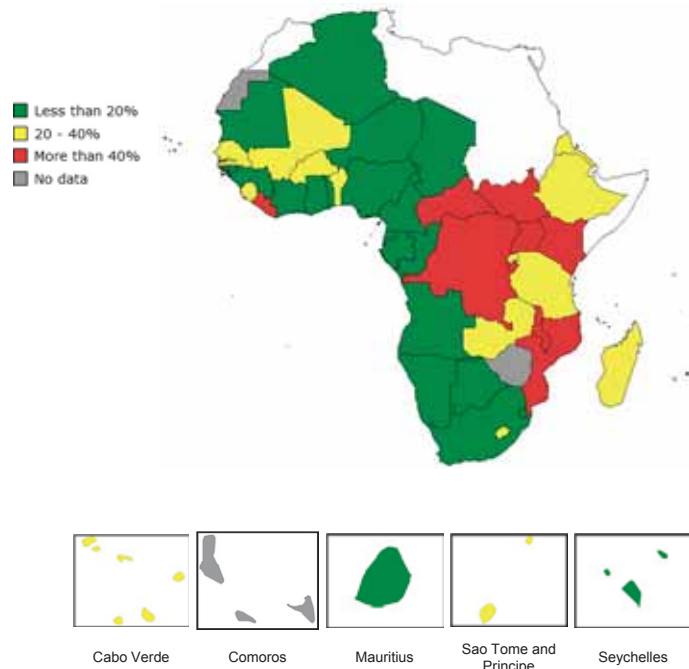 Less than 20%
20 - 40%
More than 40%
No data
Cabo Verde
Comoros
Mauritius
Sao Tome and
Principe
Seychelles